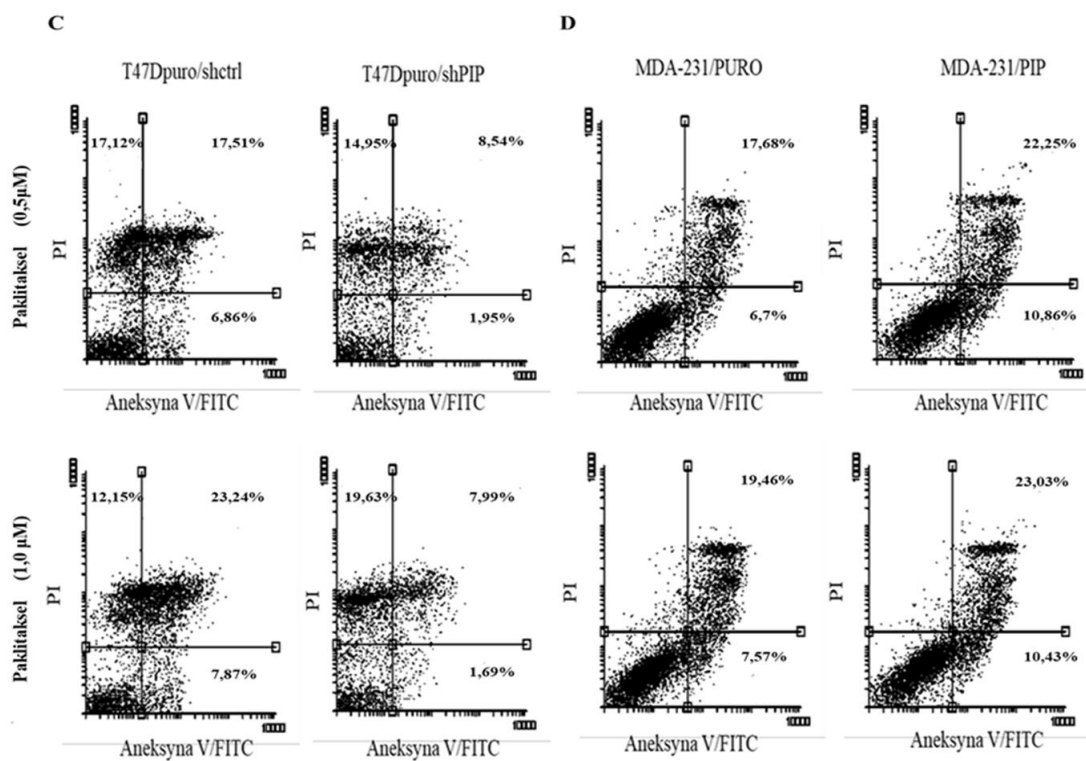 C
D
T47Dpuro/shctrl
T47Dpuro/shPIP
MDA-231/PURO
MDA-231/PIP
Paklitaksel (0,5µM)
PI
17,12%
17,51%
6,86%
Aneksyna V/FITC
PI
14,95%
8,54%
1,95%
Aneksyna V/FITC
PI
17,68%
6,7%
Aneksyna V/FITC
PI
22,25%
10,86%
Aneksyna V/FITC
Paklitaksel (1,0 µM)
PI
12,15%
23,24%
7,87%
Aneksyna V/FITC
PI
19,63%
7,99%
1,69%
Aneksyna V/FITC
PI
19,46%
7,57%
Aneksyna V/FITC
PI
23,03%
10,43%
Aneksyna V/FITC